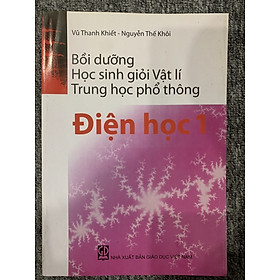 Vũ Thanh Khiết - Nguyễn Thế Khôi
Bồi dưỡng
Học sinh giỏi Vật lí
Trung học phổ thông
Điện học 1
NHÀ XUẤT BẢN GIÁO DỤC VIỆT NAM